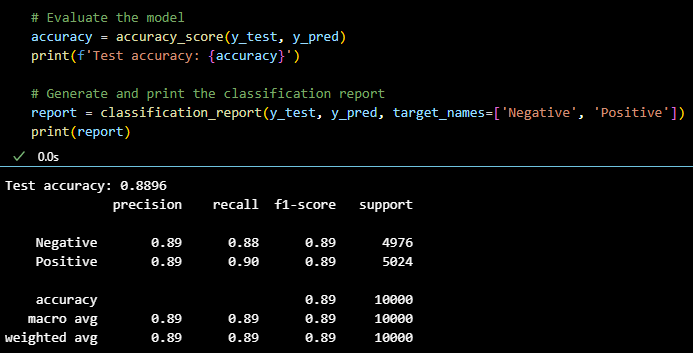 # Evaluate the model
accuracy = accuracy_score(y_test, y_pred)
print(f'Test accuracy: {accuracy}')
# Generate and print the classification report
report = classification_report(y_test, y_pred, target_names=['Negative', 'Positive'])
print(report)
✓ 0.0s
Test accuracy: 0.8896
precision recall f1-score support
Negative 0.89 0.88 0.89 4976
Positive 0.89 0.90 0.89 5024
accuracy 0.89 10000
macro avg 0.89 0.89 0.89 10000
weighted avg 0.89 0.89 0.89 10000